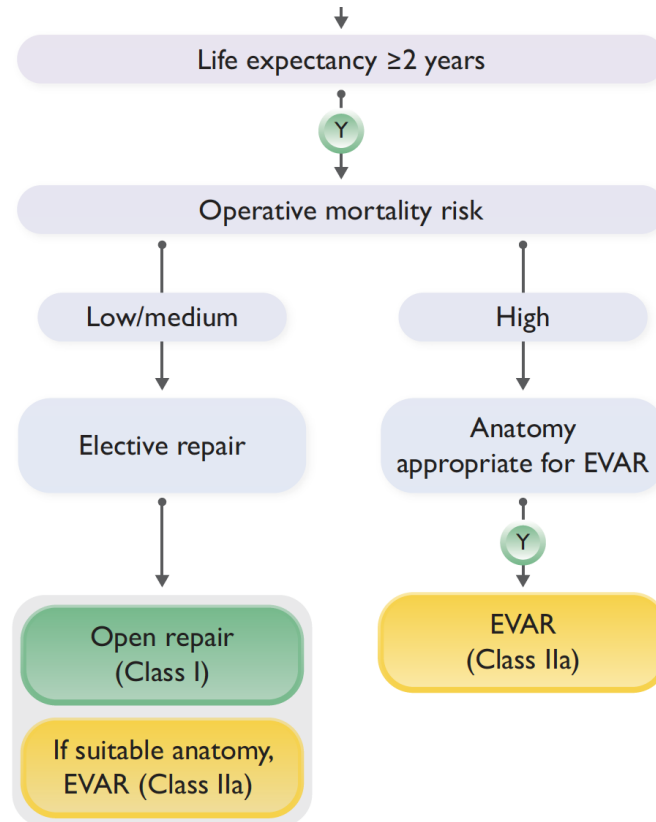 Life expectancy ≥2 years
Y
Operative mortality risk
Low/medium
High
Elective repair
Anatomy
appropriate for EVAR
Y
Open repair
(Class I)
If suitable anatomy,
EVAR (Class IIa)
EVAR
(Class IIa)